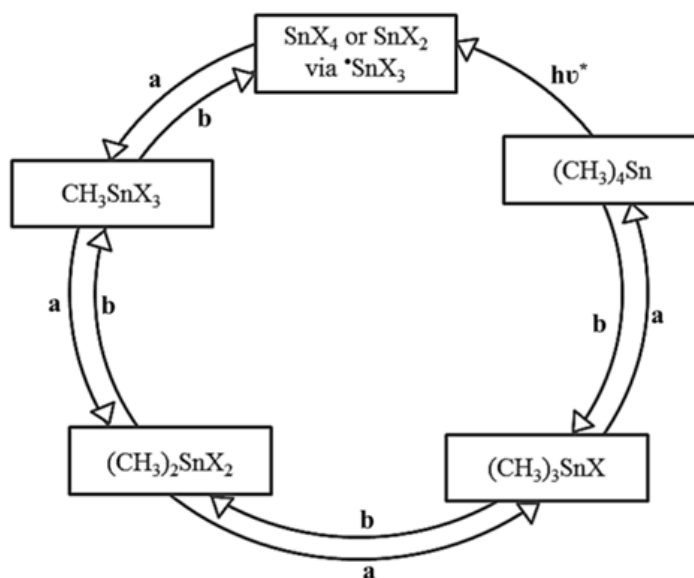 SnX₄ or SnX₂
via •SnX₃
a
b
hυ*
CH₃SnX₃
(CH₃)₄Sn
a
b
b
a
(CH₃)₂SnX₂
(CH₃)₃SnX
b
a